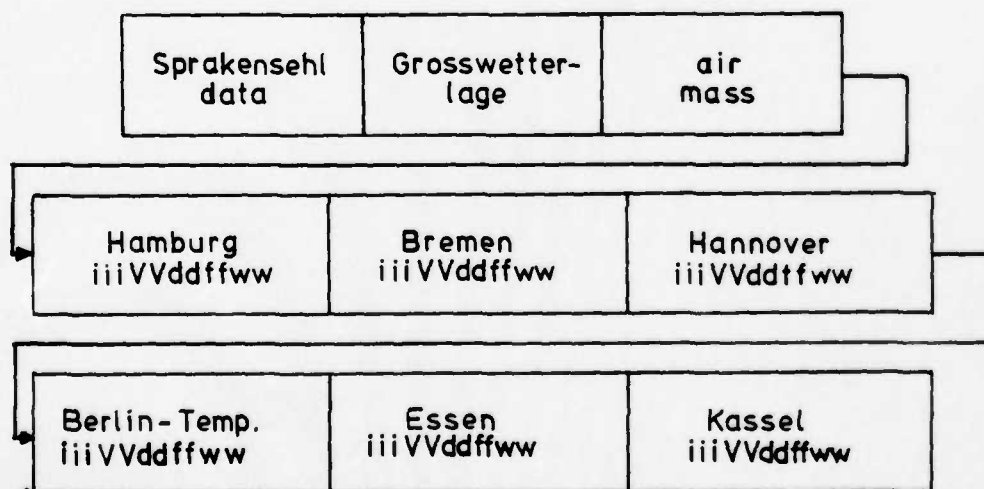 Sprakensehl
data
Grosswetter-
lage
air
mass
Hamburg
iiiVVddffww
Bremen
iiiVVddffww
Hannover
iiiVVddtfww
Berlin-Temp.
iiiVVddffww
Essen
iiiVVddffww
Kassel
iiiVVddffww